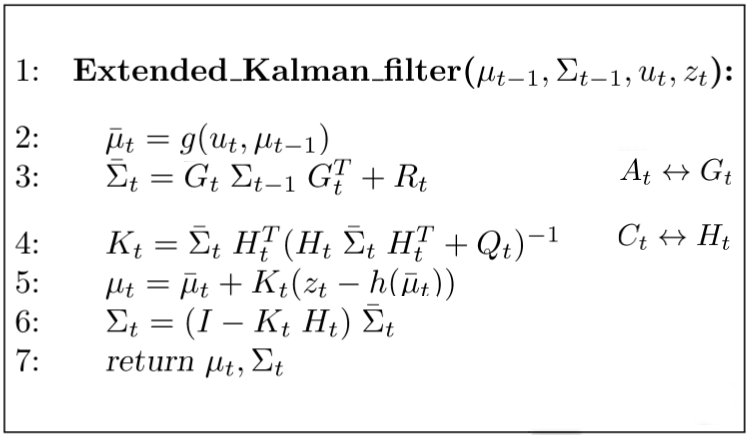 1: Extended_Kalman_filter(μ_{t−1}, Σ_{t−1}, u_t, z_t):
2: μ̄_t = g(u_t, μ_{t−1})
3: Σ̄_t = G_t Σ_{t−1} G_t^T + R_t A_t ↔ G_t
4: K_t = Σ̄_t H_t^T (H_t Σ̄_t H_t^T + Q_t)^{−1} C_t ↔ H_t
5: μ_t = μ̄_t + K_t(z_t − h(μ̄_t))
6: Σ_t = (I − K_t H_t) Σ̄_t
7: return μ_t, Σ_t